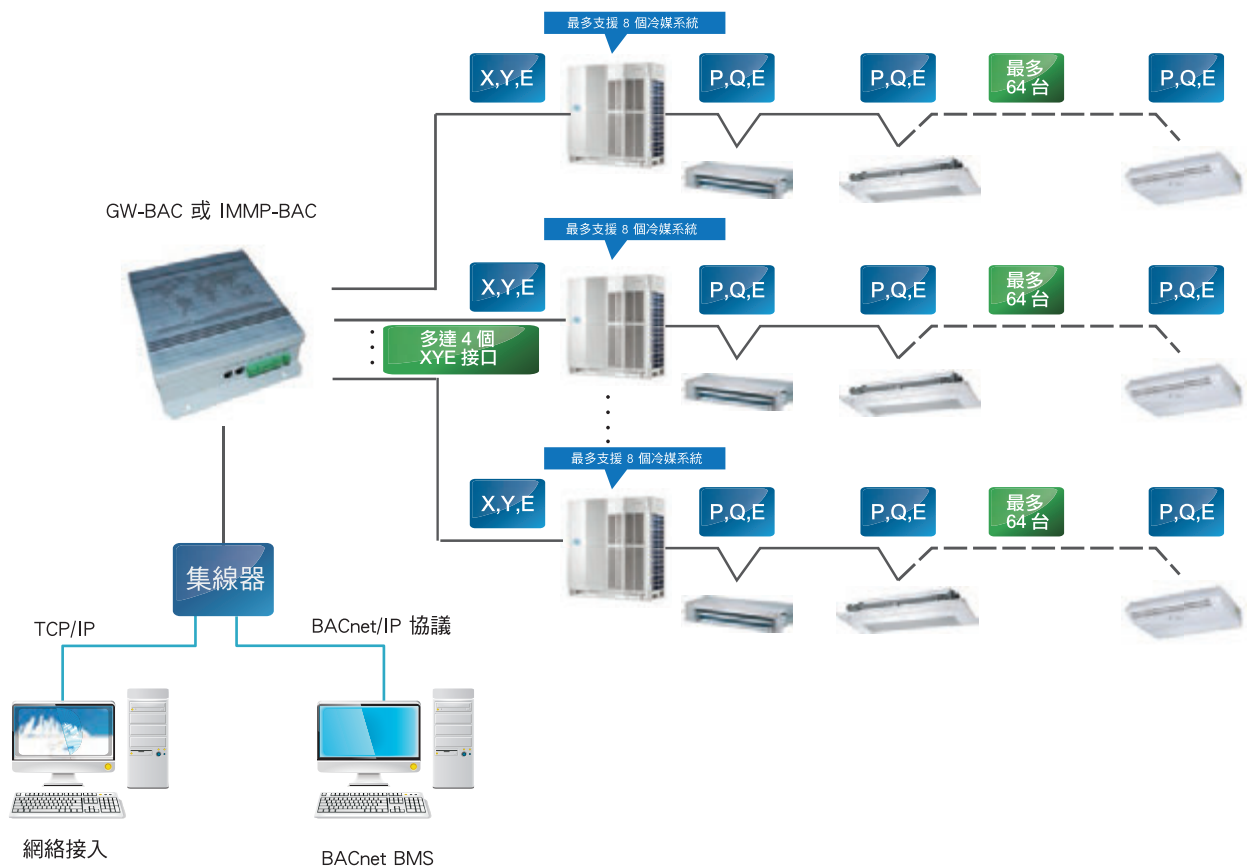 最多支援 8 個冷媒系統
X,Y,E
P,Q,E
P,Q,E
最多
64 台
P,Q,E
GW-BAC 或 IMMP-BAC
最多支援 8 個冷媒系統
X,Y,E
P,Q,E
P,Q,E
最多
64 台
P,Q,E
多達 4 個
XYE 接口
最多支援 8 個冷媒系統
X,Y,E
P,Q,E
P,Q,E
最多
64 台
P,Q,E
集線器
TCP/IP
BACnet/IP 協議
網絡接入
BACnet BMS